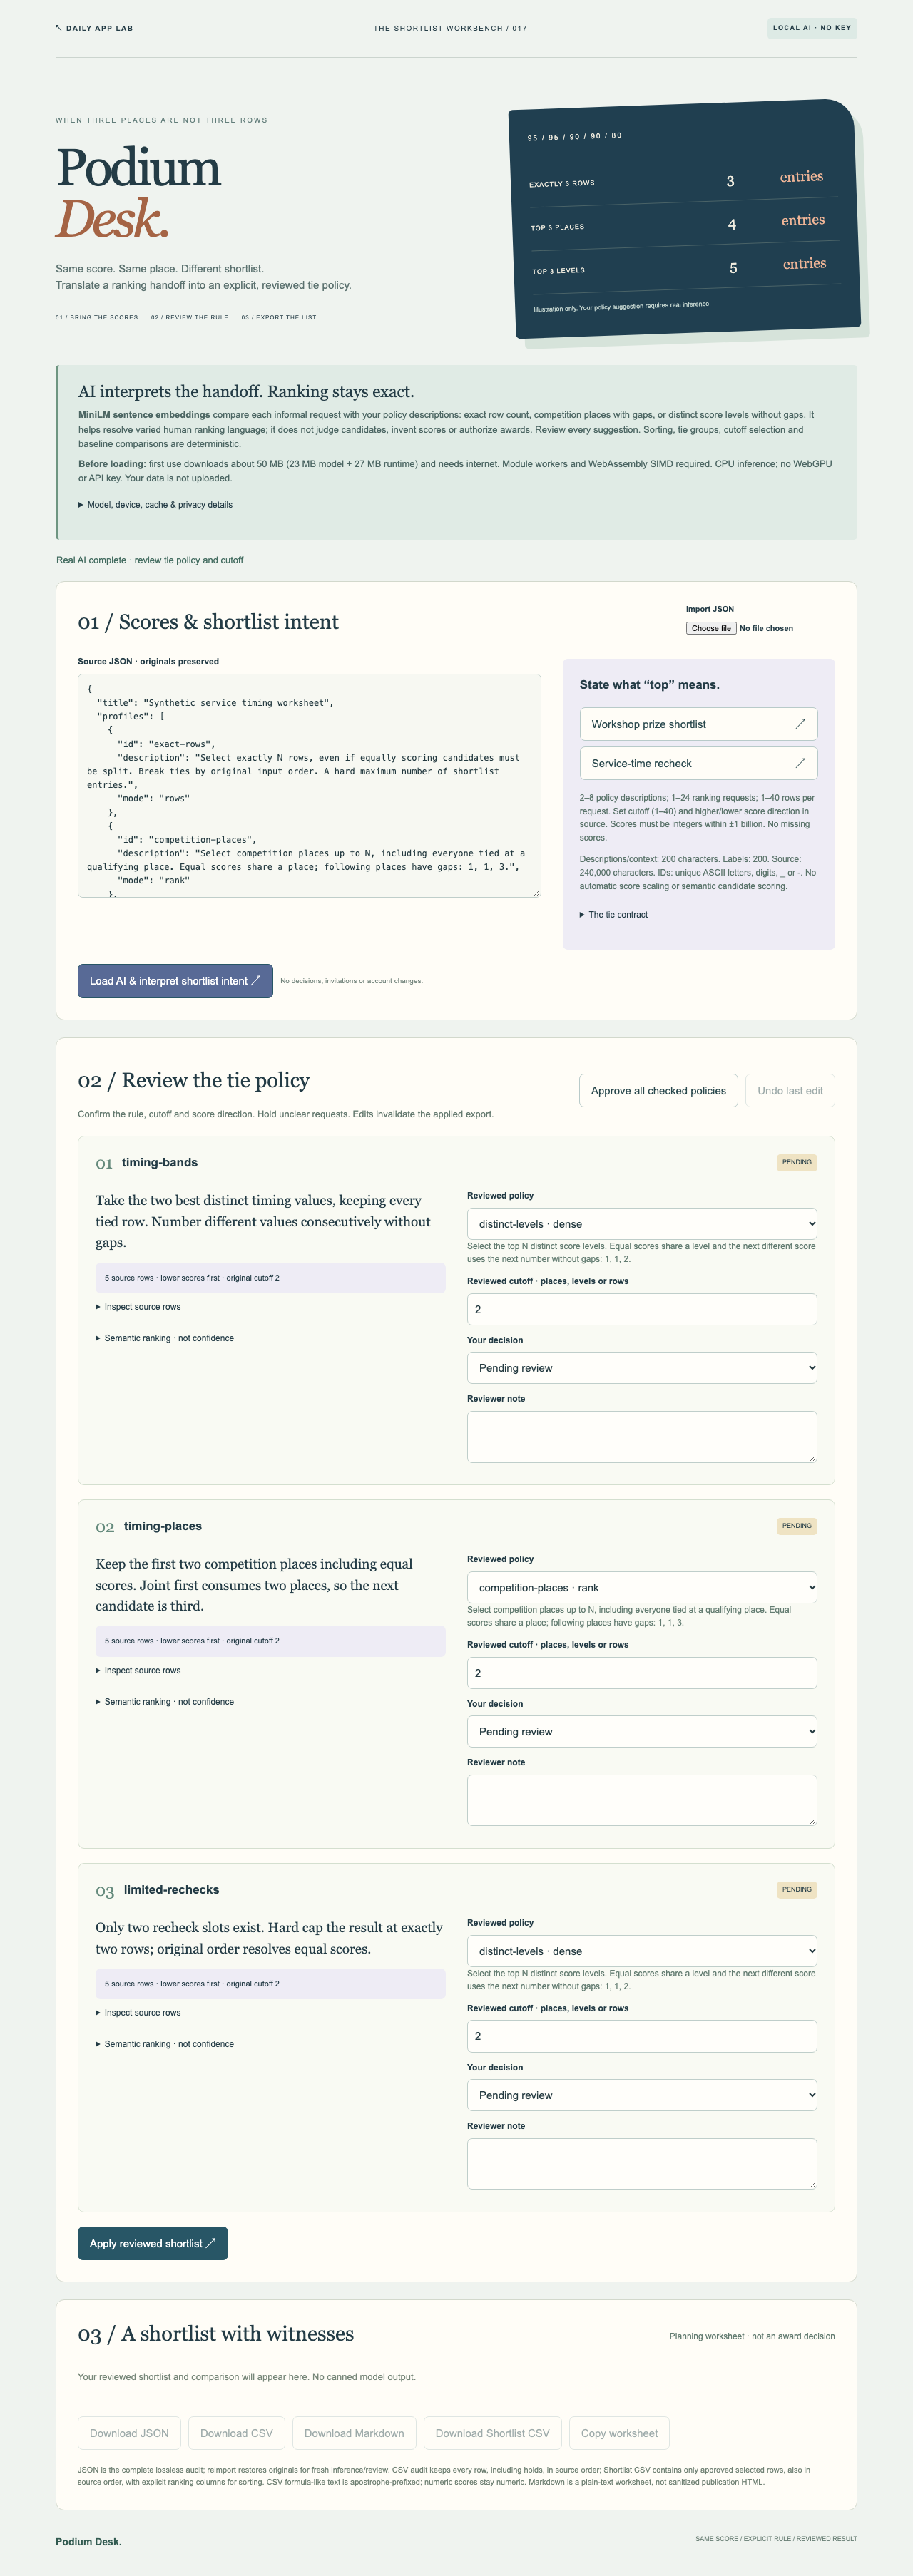 ↖ DAILY APP LAB
THE SHORTLIST WORKBENCH / 017
LOCAL AI · NO KEY
WHEN THREE PLACES ARE NOT THREE ROWS
Podium
Desk.
Same score. Same place. Different shortlist.
Translate a ranking handoff into an explicit, reviewed tie policy.
01 / BRING THE SCORES 02 / REVIEW THE RULE 03 / EXPORT THE LIST
95 / 95 / 90 / 90 / 80
EXACTLY 3 ROWS 3 entries
TOP 3 PLACES 4 entries
TOP 3 LEVELS 5 entries
Illustration only. Your policy suggestion requires real inference.
AI interprets the handoff. Ranking stays exact.
MiniLM sentence embeddings compare each informal request with your policy descriptions: exact row count, competition places with gaps, or distinct score levels without gaps. It
helps resolve varied human ranking language; it does not judge candidates, invent scores or authorize awards. Review every suggestion. Sorting, tie groups, cutoff selection and
baseline comparisons are deterministic.
Before loading: first use downloads about 50 MB (23 MB model + 27 MB runtime) and needs internet. Module workers and WebAssembly SIMD required. CPU inference; no WebGPU
or API key. Your data is not uploaded.
▶ Model, device, cache & privacy details
Real AI complete · review tie policy and cutoff
01 / Scores & shortlist intent
Import JSON
Choose file No file chosen
Source JSON · originals preserved
{
"title": "Synthetic service timing worksheet",
"profiles": [
{
"id": "exact-rows",
"description": "Select exactly N rows, even if equally scoring candidates must
be split. Break ties by original input order. A hard maximum number of shortlist
entries.",
"mode": "rows"
},
{
"id": "competition-places",
"description": "Select competition places up to N, including everyone tied at a
qualifying place. Equal scores share a place; following places have gaps: 1, 1, 3.",
"mode": "rank"
},
State what “top” means.
Workshop prize shortlist ↗
Service-time recheck ↗
2–8 policy descriptions; 1–24 ranking requests; 1–40 rows per
request. Set cutoff (1–40) and higher/lower score direction in
source. Scores must be integers within ±1 billion. No missing
scores.
Descriptions/context: 200 characters. Labels: 200. Source:
240,000 characters. IDs: unique ASCII letters, digits, _ or -. No
automatic score scaling or semantic candidate scoring.
▶ The tie contract
Load AI & interpret shortlist intent ↗
No decisions, invitations or account changes.
02 / Review the tie policy
Approve all checked policies
Undo last edit
Confirm the rule, cutoff and score direction. Hold unclear requests. Edits invalidate the applied export.
01 timing-bands
PENDING
Take the two best distinct timing values, keeping every
tied row. Number different values consecutively without
gaps.
5 source rows · lower scores first · original cutoff 2
▶ Inspect source rows
▶ Semantic ranking · not confidence
Reviewed policy
distinct-levels · dense
Select the top N distinct score levels. Equal scores share a level and the next different score
uses the next number without gaps: 1, 1, 2.
Reviewed cutoff · places, levels or rows
2
Your decision
Pending review
Reviewer note
02 timing-places
PENDING
Keep the first two competition places including equal
scores. Joint first consumes two places, so the next
candidate is third.
5 source rows · lower scores first · original cutoff 2
▶ Inspect source rows
▶ Semantic ranking · not confidence
Reviewed policy
competition-places · rank
Select competition places up to N, including everyone tied at a qualifying place. Equal
scores share a place; following places have gaps: 1, 1, 3.
Reviewed cutoff · places, levels or rows
2
Your decision
Pending review
Reviewer note
03 limited-rechecks
PENDING
Only two recheck slots exist. Hard cap the result at exactly
two rows; original order resolves equal scores.
5 source rows · lower scores first · original cutoff 2
▶ Inspect source rows
▶ Semantic ranking · not confidence
Reviewed policy
distinct-levels · dense
Select the top N distinct score levels. Equal scores share a level and the next different score
uses the next number without gaps: 1, 1, 2.
Reviewed cutoff · places, levels or rows
2
Your decision
Pending review
Reviewer note
Apply reviewed shortlist ↗
03 / A shortlist with witnesses
Planning worksheet · not an award decision
Your reviewed shortlist and comparison will appear here. No canned model output.
Download JSON
Download CSV
Download Markdown
Download Shortlist CSV
Copy worksheet
JSON is the complete lossless audit; reimport restores originals for fresh inference/review. CSV audit keeps every row, including holds, in source order; Shortlist CSV contains only approved selected rows, also in
source order, with explicit ranking columns for sorting. CSV formula-like text is apostrophe-prefixed; numeric scores stay numeric. Markdown is a plain-text worksheet, not sanitized publication HTML.
Podium Desk.
SAME SCORE / EXPLICIT RULE / REVIEWED RESULT